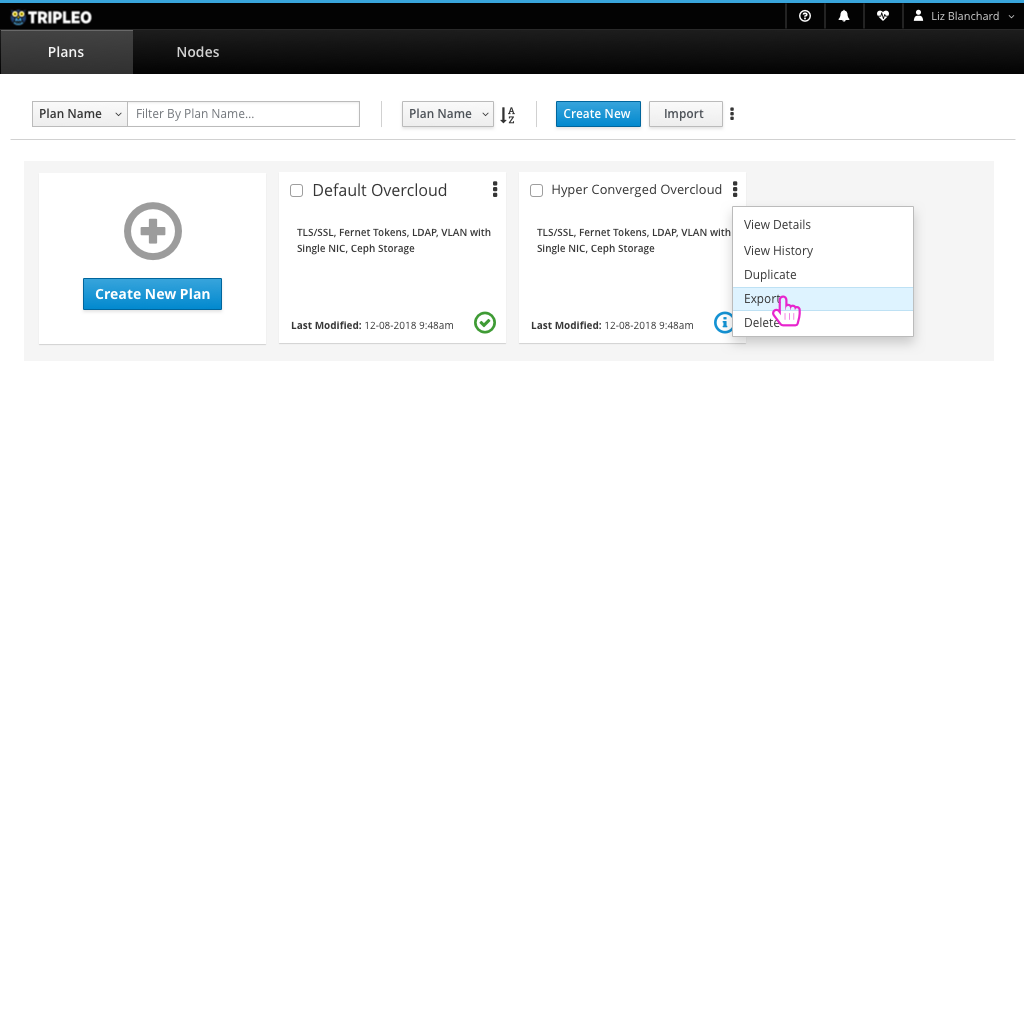 TRIPLEO
Liz Blanchard
Plans
Nodes
Plan Name
Filter By Plan Name...
Plan Name
A
Z
Create New
Import
Create New Plan
Default Overcloud
TLS/SSL, Fernet Tokens, LDAP, VLAN with
Single NIC, Ceph Storage
Last Modified: 12-08-2018 9:48am
Hyper Converged Overcloud
TLS/SSL, Fernet Tokens, LDAP, VLAN with
Single NIC, Ceph Storage
Last Modified: 12-08-2018 9:48am
View Details
View History
Duplicate
Export
Delete